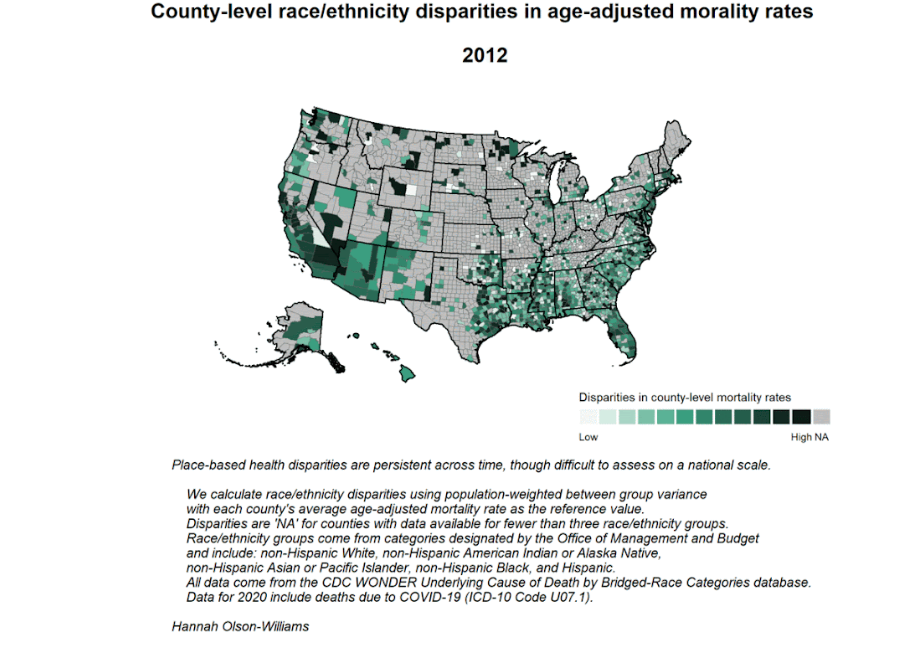 County-level race/ethnicity disparities in age-adjusted morality rates
2012
Disparities in county-level mortality rates
Low
High NA
Place-based health disparities are persistent across time, though difficult to assess on a national scale.
We calculate race/ethnicity disparities using population-weighted between group variance
with each county's average age-adjusted mortality rate as the reference value.
Disparities are 'NA' for counties with data available for fewer than three race/ethnicity groups.
Race/ethnicity groups come from categories designated by the Office of Management and Budget
and include: non-Hispanic White, non-Hispanic American Indian or Alaska Native,
non-Hispanic Asian or Pacific Islander, non-Hispanic Black, and Hispanic.
All data come from the CDC WONDER Underlying Cause of Death by Bridged-Race Categories database.
Data for 2020 include deaths due to COVID-19 (ICD-10 Code U07.1).
Hannah Olson-Williams